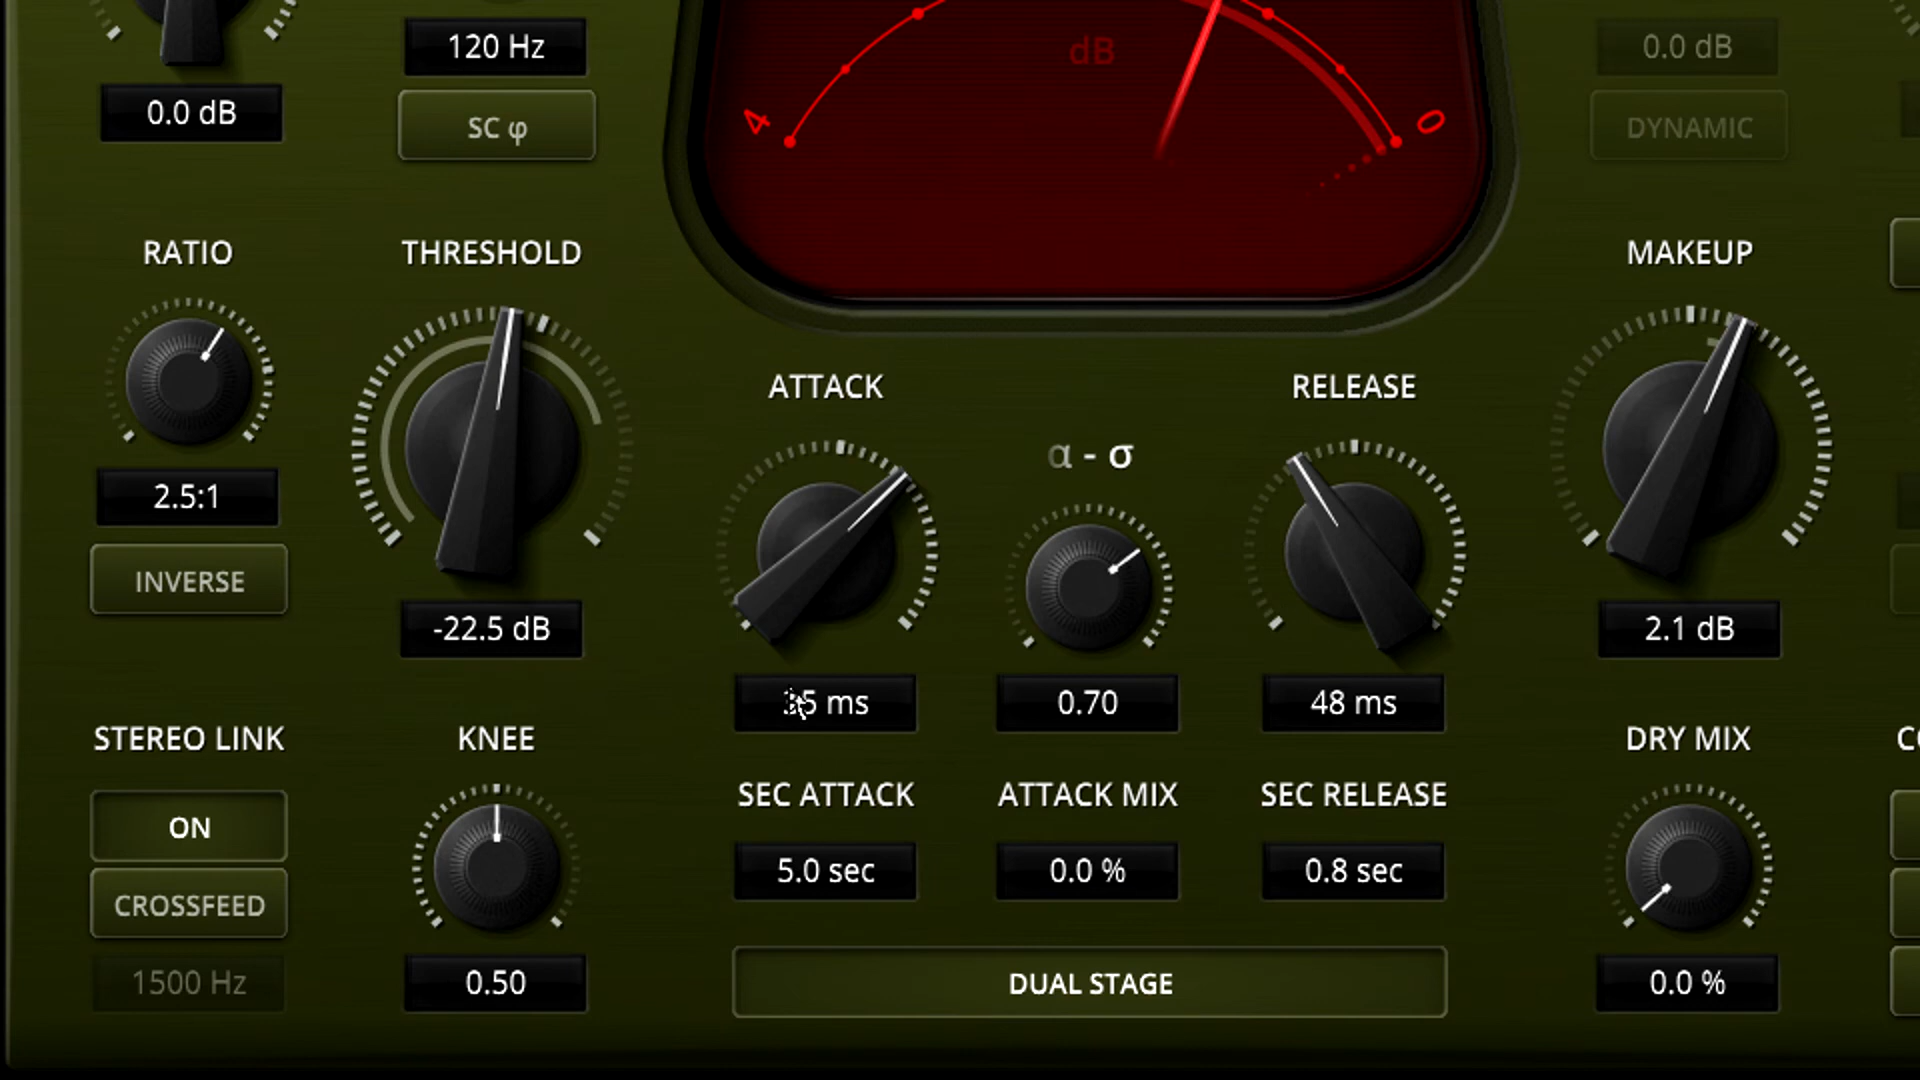 120 Hz
dB
0.0 dB
0.0 dB
4
0
SC φ
DYNAMIC
RATIO
THRESHOLD
MAKEUP
ATTACK
RELEASE
α - σ
2.5:1
INVERSE
-22.5 dB
2.1 dB
ms
0.70
48 ms
STEREO LINK
KNEE
DRY MIX
SEC ATTACK
ATTACK MIX
SEC RELEASE
ON
5.0 sec
0.0 %
0.8 sec
CROSSFEED
1500 Hz
0.50
DUAL STAGE
0.0 %